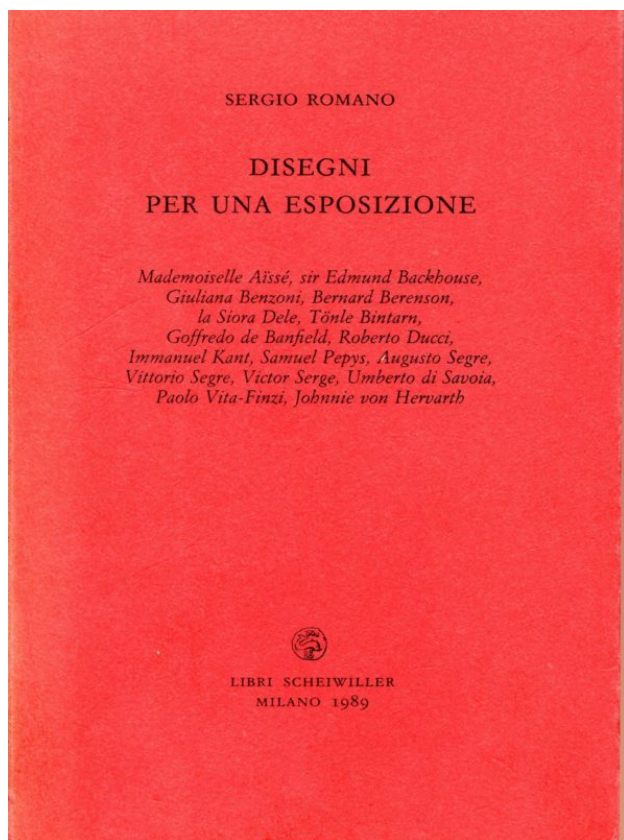 SERGIO ROMANO
DISEGNI
PER UNA ESPOSIZIONE
Mademoiselle Aïssé, sir Edmund Backhouse,
Giuliana Benzoni, Bernard Berenson,
la Siora Dele, Tönle Bintarn,
Goffredo de Banfield, Roberto Ducci,
Immanuel Kant, Samuel Pepys, Augusto Segre,
Vittorio Segre, Victor Serge, Umberto di Savoia,
Paolo Vita-Finzi, Johnnie von Hervarth
LIBRI SCHEIWILLER
MILANO 1989